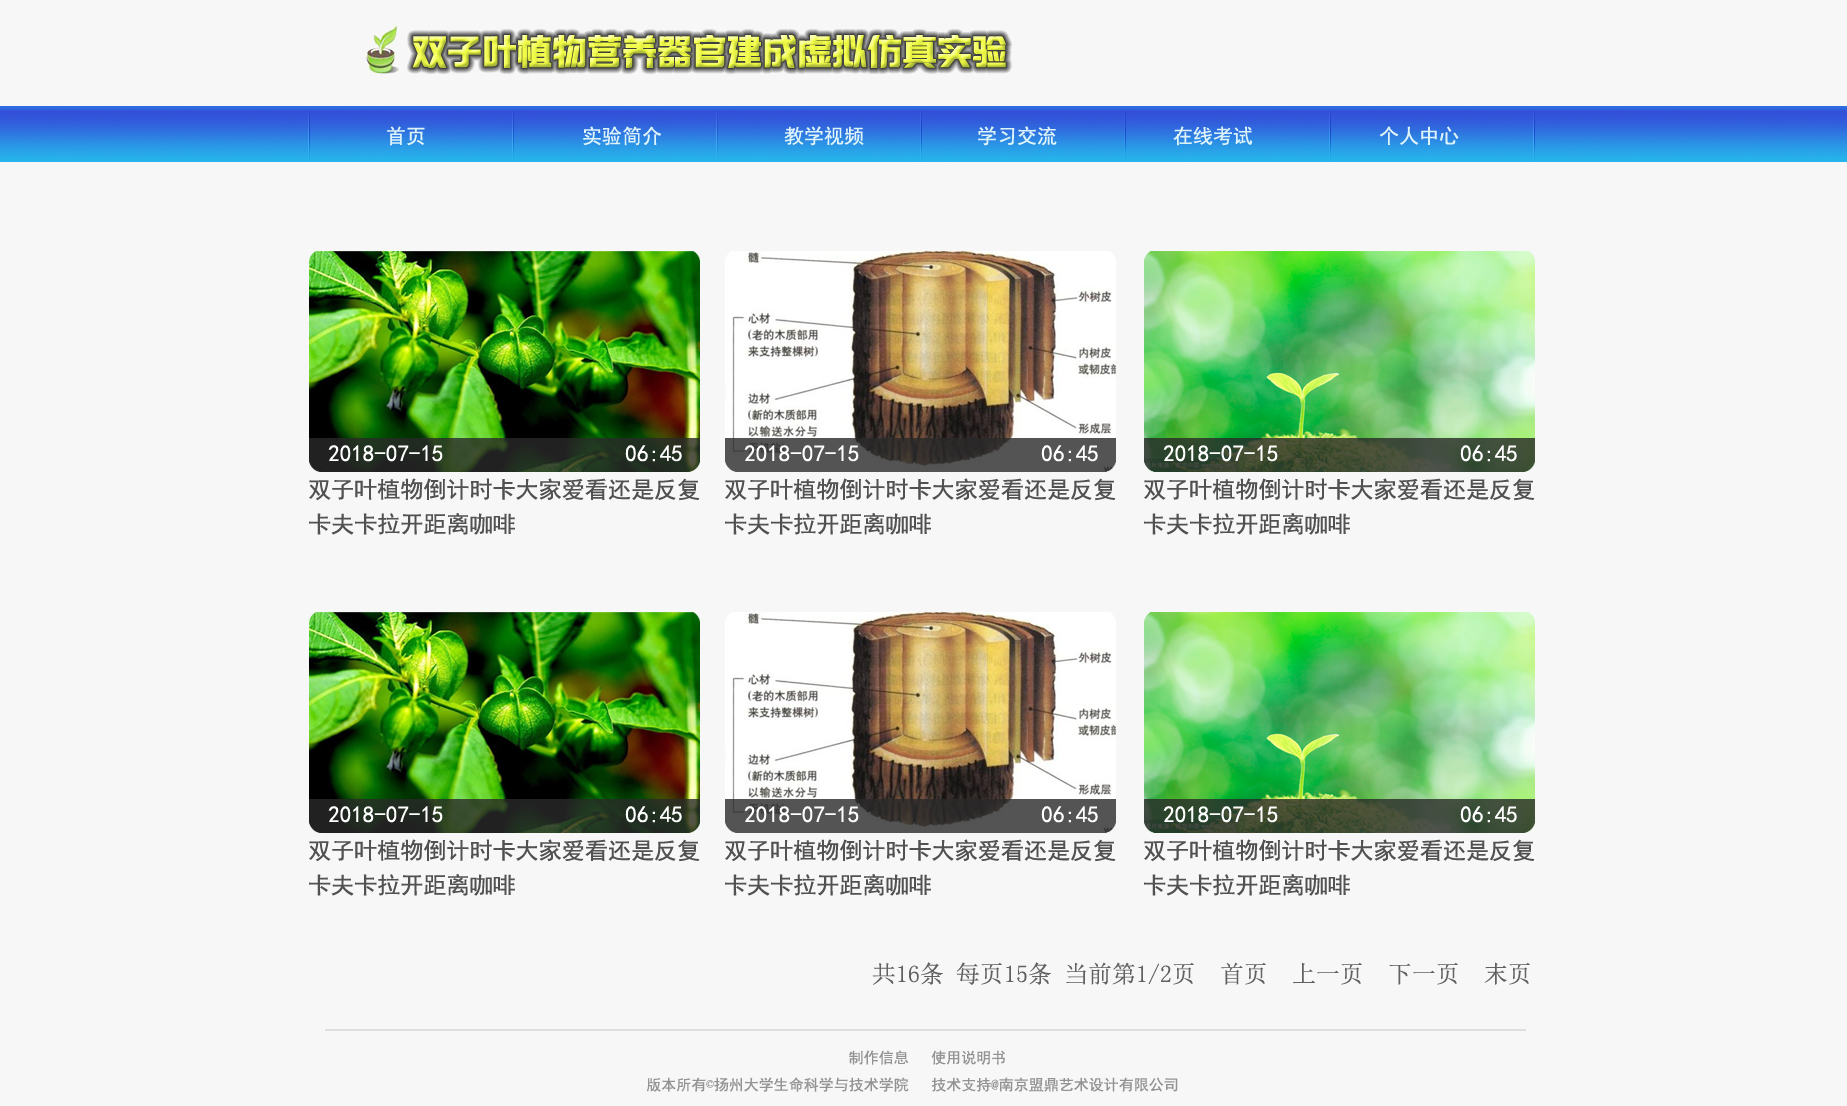 双子叶植物营养器官建成虚拟仿真实验
首页 实验简介 教学视频 学习交流 在线考试 个人中心
2018-07-15 06:45
双子叶植物倒计时卡大家爱看还是反复
卡夫卡拉开距离咖啡
髓
外树皮
心材
(老的木质部用
来支持整棵树)
内树皮
或韧皮部
边材
(新的木质部用
以输送水分与
形成层
2018-07-15 06:45
双子叶植物倒计时卡大家爱看还是反复
卡夫卡拉开距离咖啡
2018-07-15 06:45
双子叶植物倒计时卡大家爱看还是反复
卡夫卡拉开距离咖啡
2018-07-15 06:45
双子叶植物倒计时卡大家爱看还是反复
卡夫卡拉开距离咖啡
髓
外树皮
心材
(老的木质部用
来支持整棵树)
内树皮
或韧皮部
边材
(新的木质部用
以输送水分与
形成层
2018-07-15 06:45
双子叶植物倒计时卡大家爱看还是反复
卡夫卡拉开距离咖啡
2018-07-15 06:45
双子叶植物倒计时卡大家爱看还是反复
卡夫卡拉开距离咖啡
共16条 每页15条 当前第1/2页 首页 上一页 下一页 末页
制作信息 使用说明书
版本所有©扬州大学生命科学与技术学院 技术支持@南京盟鼎艺术设计有限公司